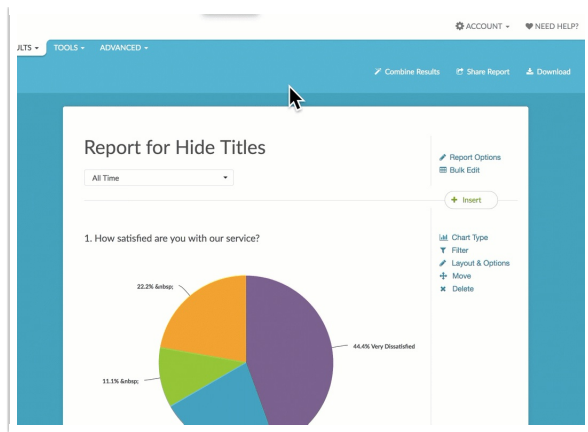 ACCOUNT NEED HELP?
ULTS TOOLS ADVANCED
Combine Results Share Report Download
Report for Hide Titles
Report Options
All Time
Bulk Edit
+ Insert
1. How satisfied are you with our service?
Chart Type
Filter
Layout & Options
Move
Delete
22.2% &nbsp;
44.4% Very Dissatisfied
11.1% &nbsp;